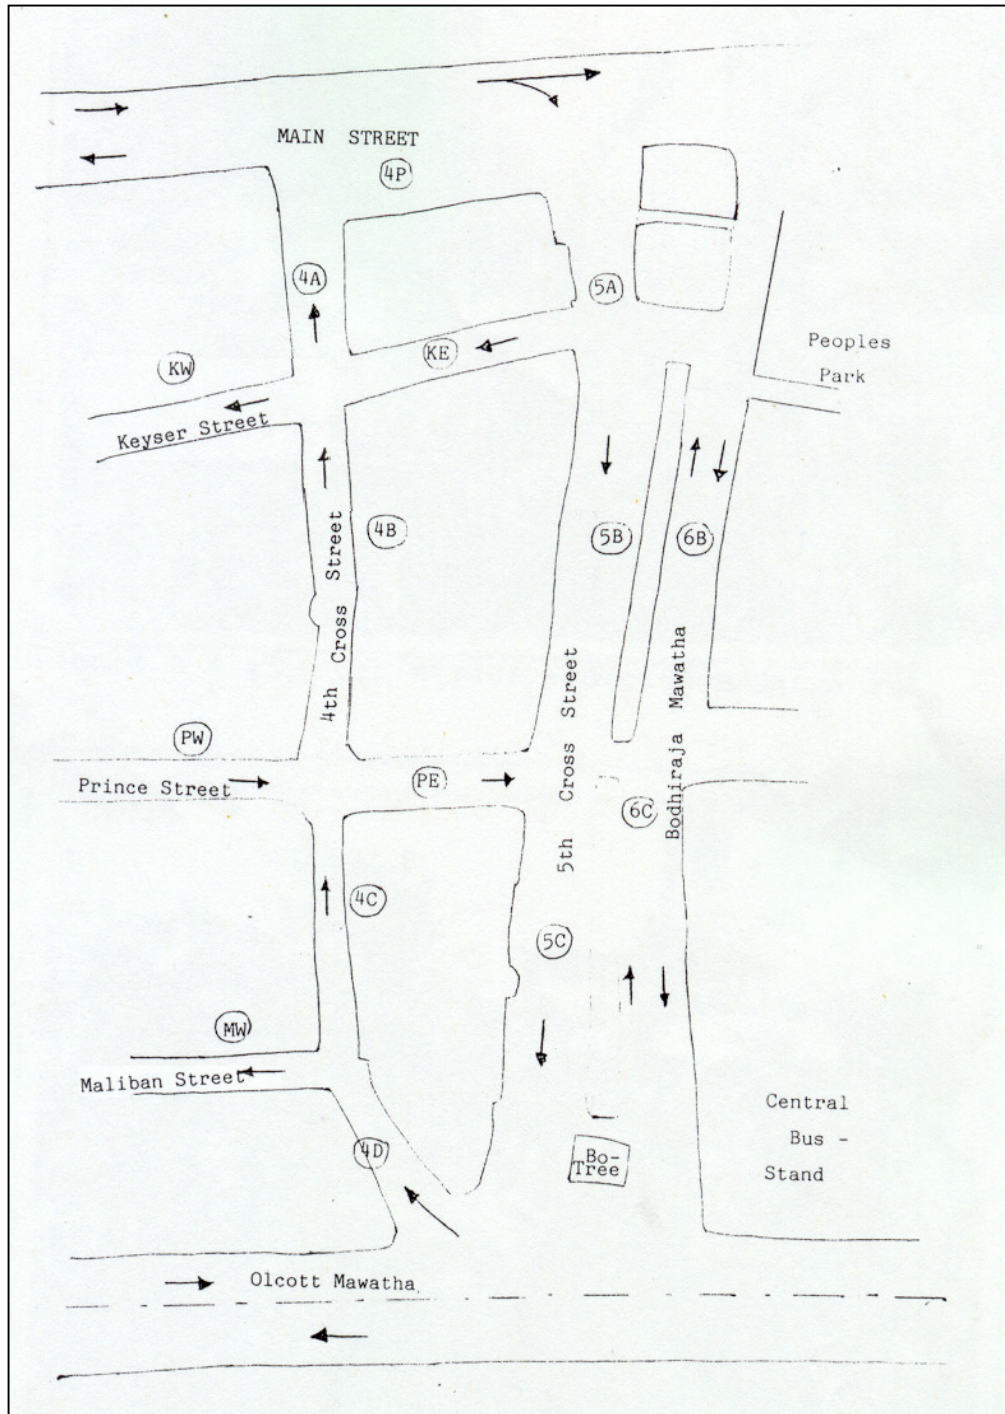 MAIN STREET
4P
4A
5A
KE
KW
Peoples
Park
Keyser Street
4B
5B
6B
4th Cross Street
5th Cross Street
Bodhiraja Mawatha
PW
PE
Prince Street
6C
4C
5C
MW
Maliban Street
Central
Bus -
Stand
4D
Bo-
Tree
Olcott Mawatha